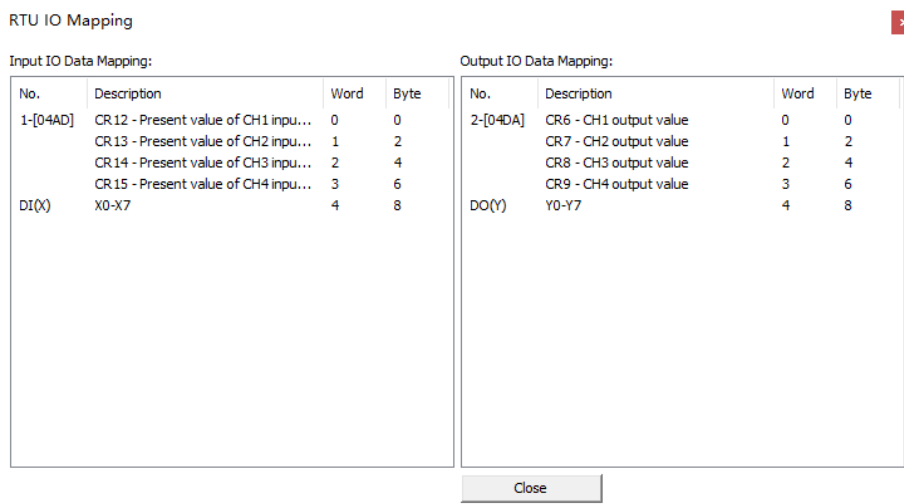 RTU IO Mapping
Input IO Data Mapping:
No. Description Word Byte
1-[04AD] CR12 - Present value of CH1 inpu... 0 0
CR13 - Present value of CH2 inpu... 1 2
CR14 - Present value of CH3 inpu... 2 4
CR15 - Present value of CH4 inpu... 3 6
DI(X) X0-X7 4 8
Output IO Data Mapping:
No. Description Word Byte
2-[04DA] CR6 - CH1 output value 0 0
CR7 - CH2 output value 1 2
CR8 - CH3 output value 2 4
CR9 - CH4 output value 3 6
DO(Y) Y0-Y7 4 8
Close